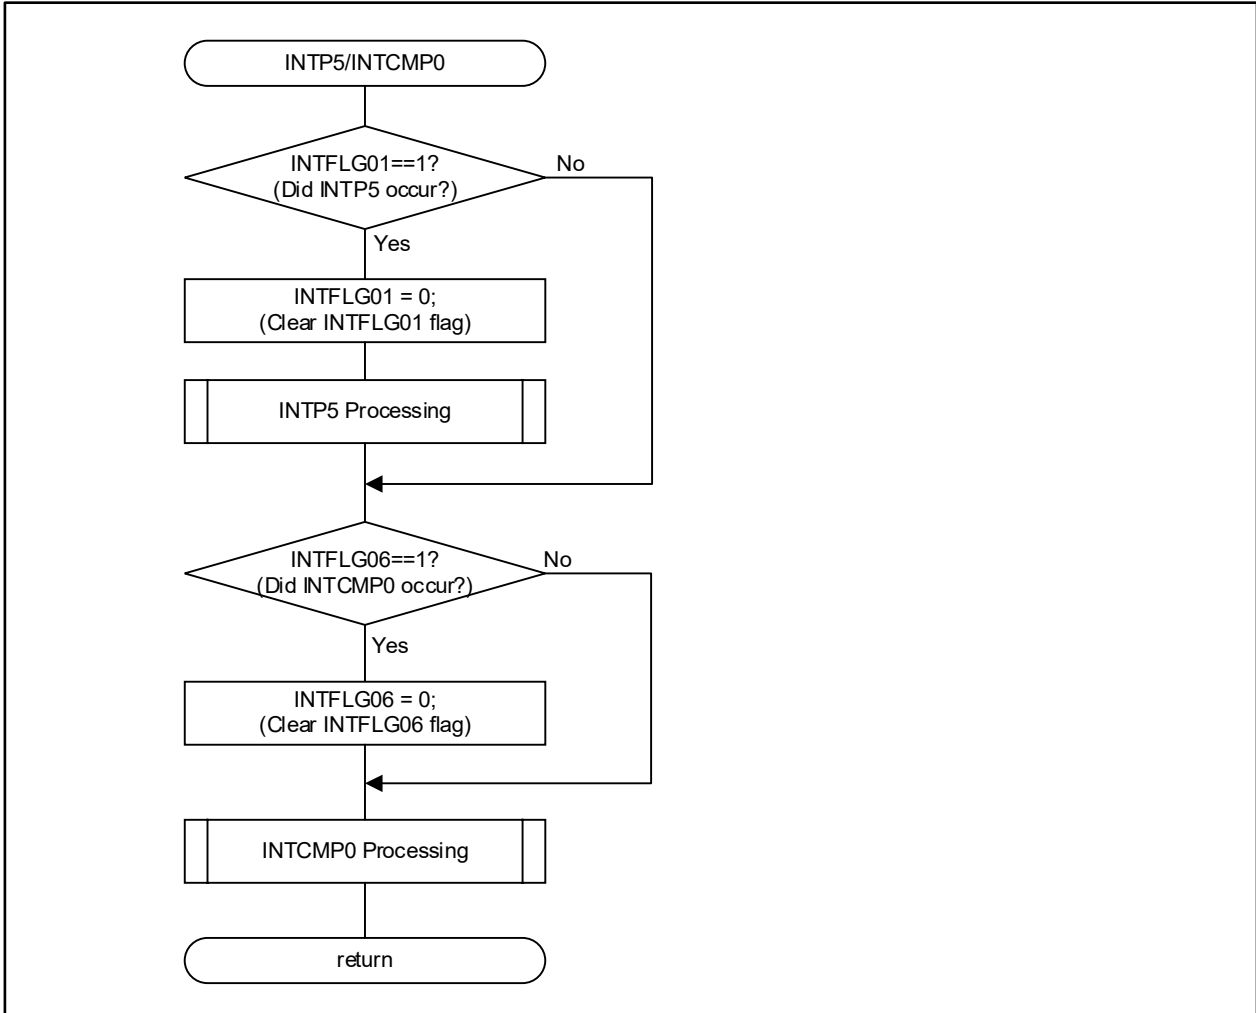 INTP5/INTCMP0
INTFLG01==1?
(Did INTP5 occur?)
No
Yes
INTFLG01 = 0;
(Clear INTFLG01 flag)
INTP5 Processing
INTFLG06==1?
(Did INTCMP0 occur?)
No
Yes
INTFLG06 = 0;
(Clear INTFLG06 flag)
INTCMP0 Processing
return